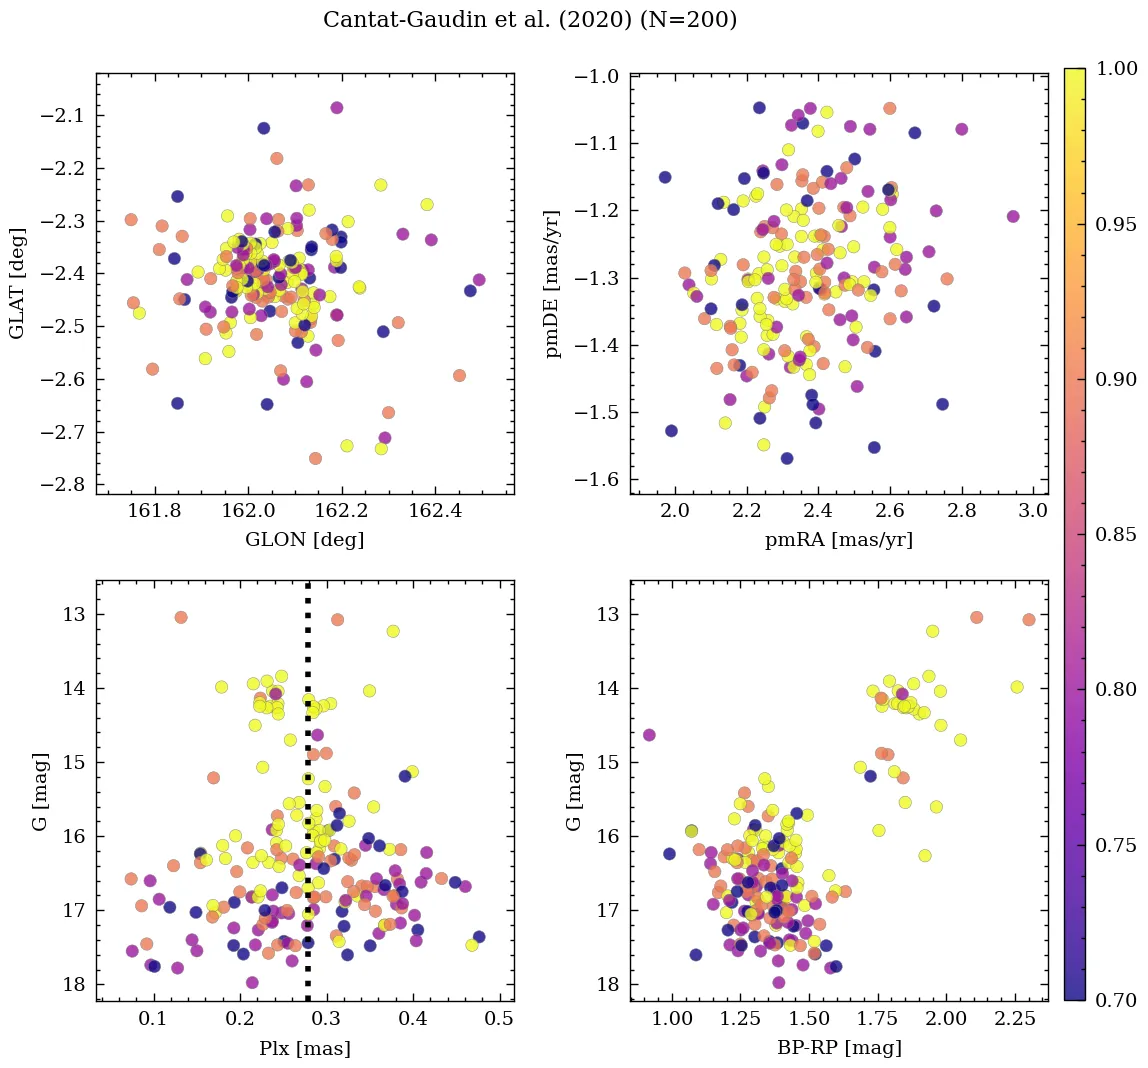 Cantat-Gaudin et al. (2020) (N=200)
−2.1
−2.2
−2.3
−2.4
−2.5
−2.6
−2.7
−2.8
GLAT [deg]
161.8 162.0 162.2 162.4
GLON [deg]
−1.0
−1.1
−1.2
−1.3
−1.4
−1.5
−1.6
pmDE [mas/yr]
2.0 2.2 2.4 2.6 2.8 3.0
pmRA [mas/yr]
13
14
15
16
17
18
G [mag]
0.1 0.2 0.3 0.4 0.5
Plx [mas]
13
14
15
16
17
18
G [mag]
1.00 1.25 1.50 1.75 2.00 2.25
BP-RP [mag]
1.00
0.95
0.90
0.85
0.80
0.75
0.70